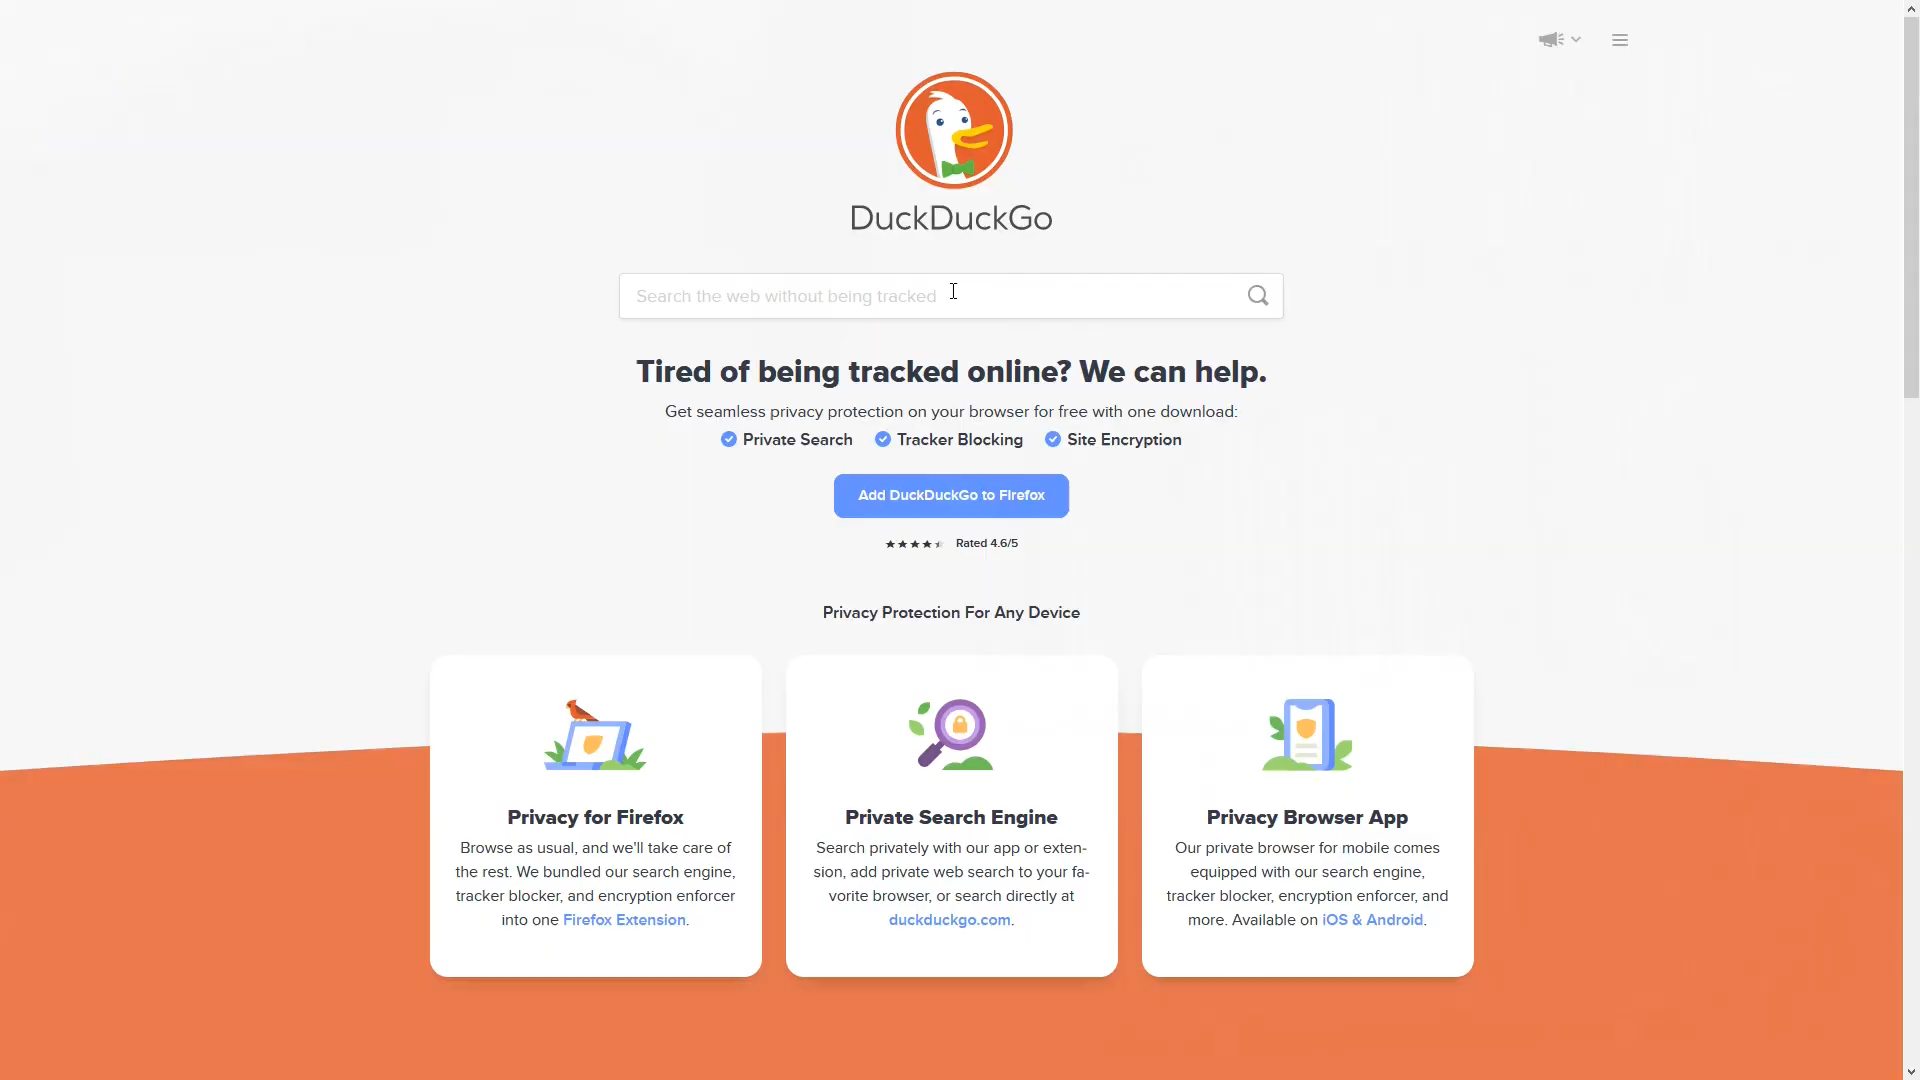 DuckDuckGo
Search the web without being tracked
Tired of being tracked online? We can help.
Get seamless privacy protection on your browser for free with one download:
Private Search Tracker Blocking Site Encryption
Add DuckDuckGo to Firefox
Rated 4.6/5
Privacy Protection For Any Device
Privacy for Firefox
Browse as usual, and we'll take care of
the rest. We bundled our search engine,
tracker blocker, and encryption enforcer
into one Firefox Extension.
Private Search Engine
Search privately with our app or exten-
sion, add private web search to your fa-
vorite browser, or search directly at
duckduckgo.com.
Privacy Browser App
Our private browser for mobile comes
equipped with our search engine,
tracker blocker, encryption enforcer, and
more. Available on iOS & Android.